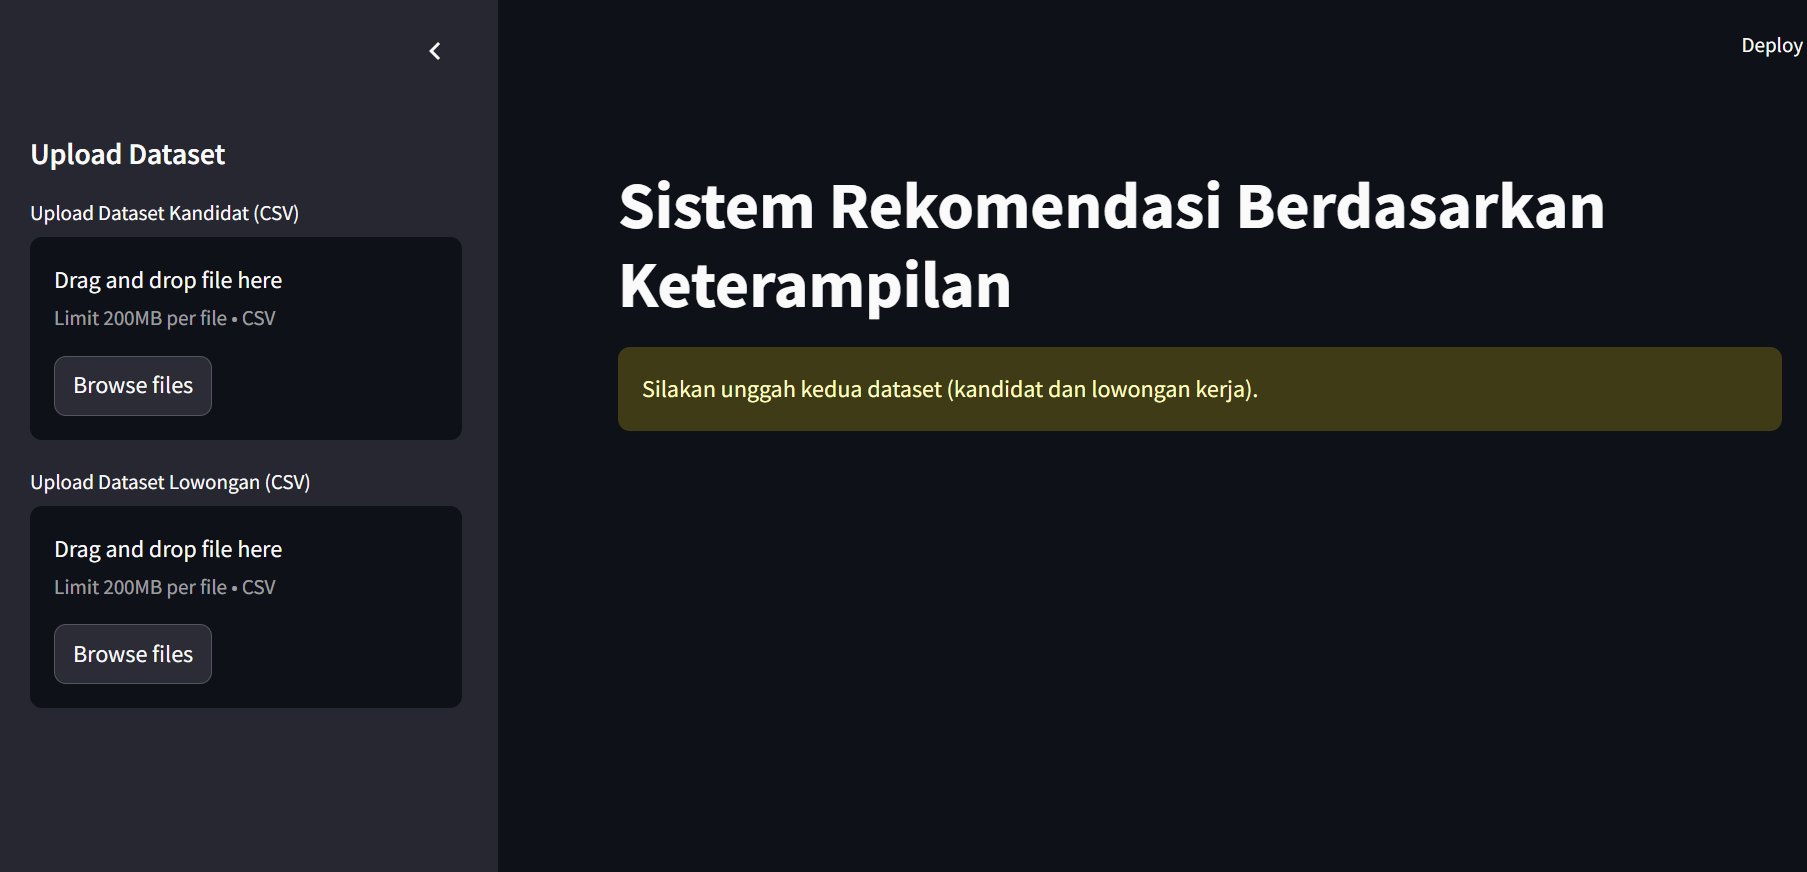 Deploy
Upload Dataset
Upload Dataset Kandidat (CSV)
Drag and drop file here
Limit 200MB per file • CSV
Browse files
Upload Dataset Lowongan (CSV)
Drag and drop file here
Limit 200MB per file • CSV
Browse files
Sistem Rekomendasi Berdasarkan
Keterampilan
Silakan unggah kedua dataset (kandidat dan lowongan kerja).